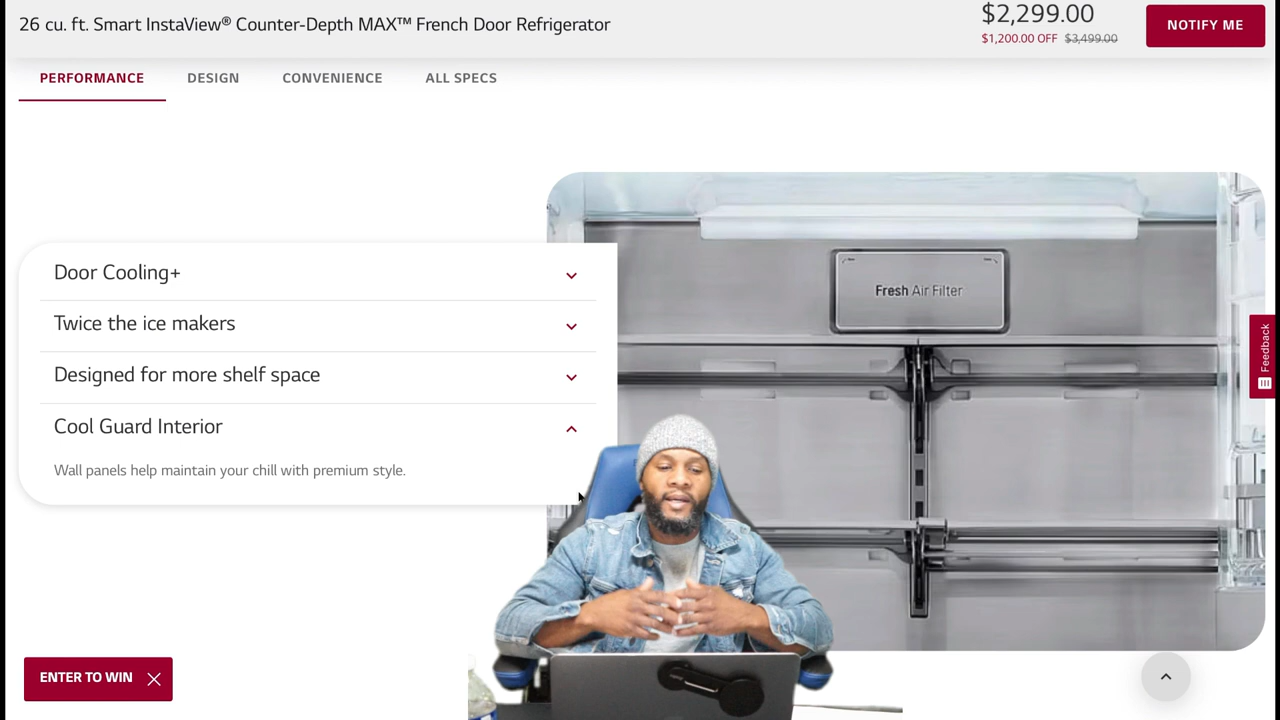 26 cu. ft. Smart InstaView® Counter-Depth MAX™ French Door Refrigerator
$2,299.00
$1,200.00 OFF $3,499.00
NOTIFY ME
PERFORMANCE DESIGN CONVENIENCE ALL SPECS
Door Cooling+
Twice the ice makers
Designed for more shelf space
Cool Guard Interior
Wall panels help maintain your chill with premium style.
Fresh Air Filter
Feedback
ENTER TO WIN